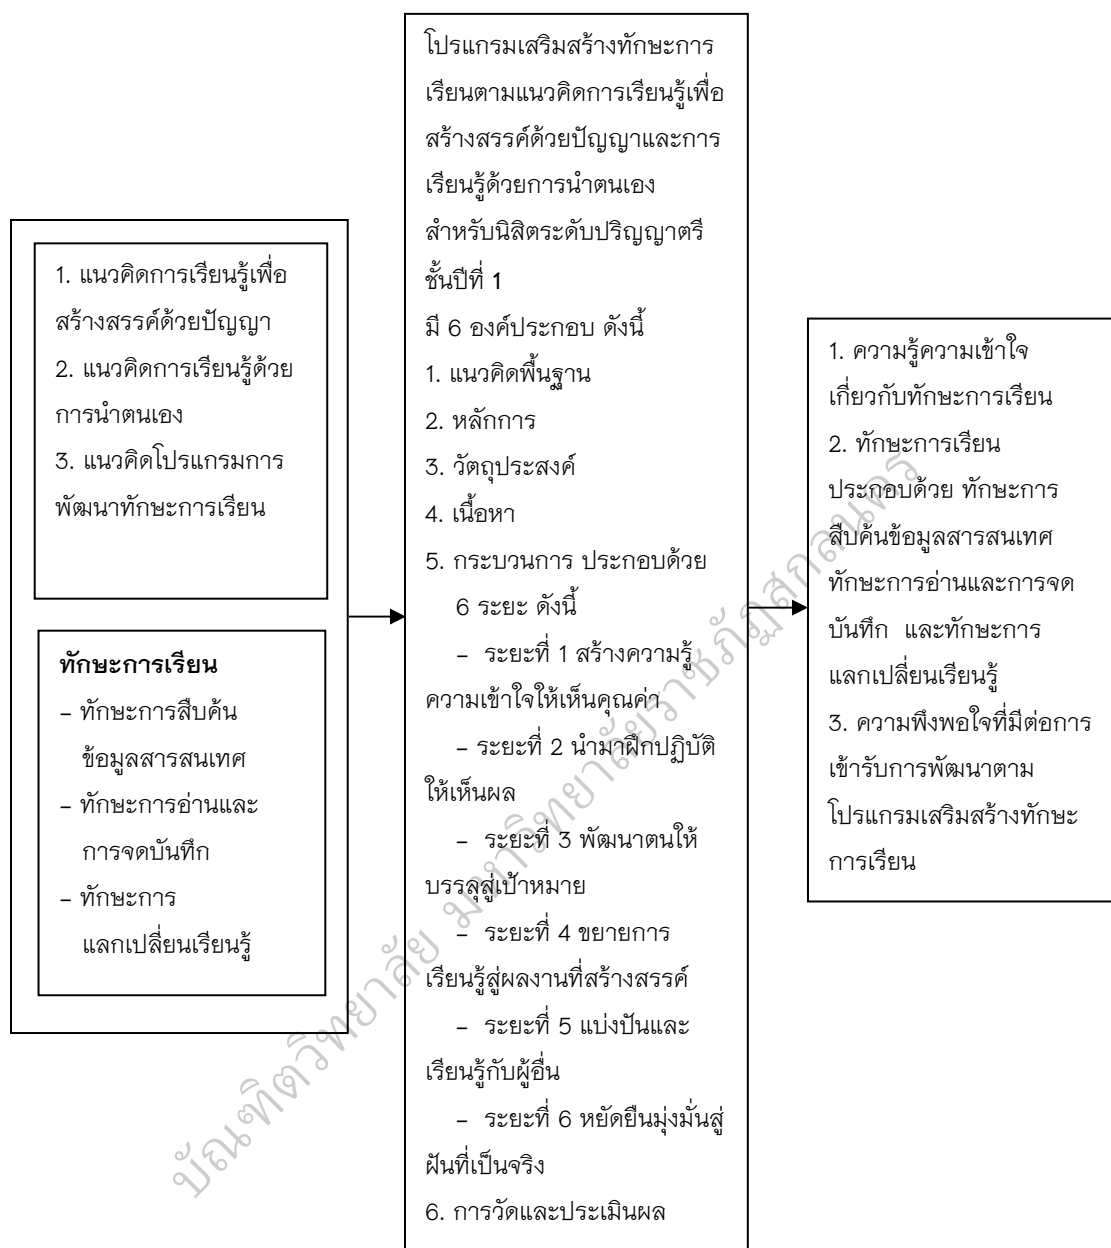 1. แนวคิดการเรียนรู้เพื่อ
สร้างสรรค์ด้วยปัญญา
2. แนวคิดการเรียนรู้ด้วย
การนำตนเอง
3. แนวคิดโปรแกรมการ
พัฒนาทักษะการเรียน
ทักษะการเรียน
– ทักษะการสืบค้น
ข้อมูลสารสนเทศ
– ทักษะการอ่านและ
การจดบันทึก
– ทักษะการ
แลกเปลี่ยนเรียนรู้
โปรแกรมเสริมสร้างทักษะการ
เรียนตามแนวคิดการเรียนรู้เพื่อ
สร้างสรรค์ด้วยปัญญาและการ
เรียนรู้ด้วยการนำตนเอง
สำหรับนิสิตระดับปริญญาตรี
ชั้นปีที่ 1
มี 6 องค์ประกอบ ดังนี้
1. แนวคิดพื้นฐาน
2. หลักการ
3. วัตถุประสงค์
4. เนื้อหา
5. กระบวนการ ประกอบด้วย
6 ระยะ ดังนี้
– ระยะที่ 1 สร้างความรู้
ความเข้าใจให้เห็นคุณค่า
– ระยะที่ 2 นำมาฝึกปฏิบัติ
ให้เห็นผล
– ระยะที่ 3 พัฒนาตนให้
บรรลุสู่เป้าหมาย
– ระยะที่ 4 ขยายการ
เรียนรู้สู่ผลงานที่สร้างสรรค์
– ระยะที่ 5 แบ่งปันและ
เรียนรู้กับผู้อื่น
– ระยะที่ 6 หยัดยืนมุ่งมั่นสู่
ฝันที่เป็นจริง
6. การวัดและประเมินผล
1. ความรู้ความเข้าใจ
เกี่ยวกับทักษะการเรียน
2. ทักษะการเรียน
ประกอบด้วย ทักษะการ
สืบค้นข้อมูลสารสนเทศ
ทักษะการอ่านและการจด
บันทึก และทักษะการ
แลกเปลี่ยนเรียนรู้
3. ความพึงพอใจที่มีต่อการ
เข้ารับการพัฒนาตาม
โปรแกรมเสริมสร้างทักษะ
การเรียน
บัณฑิตวิทยาลัย มหาวิทยาลัยราชภัฏสกลนคร